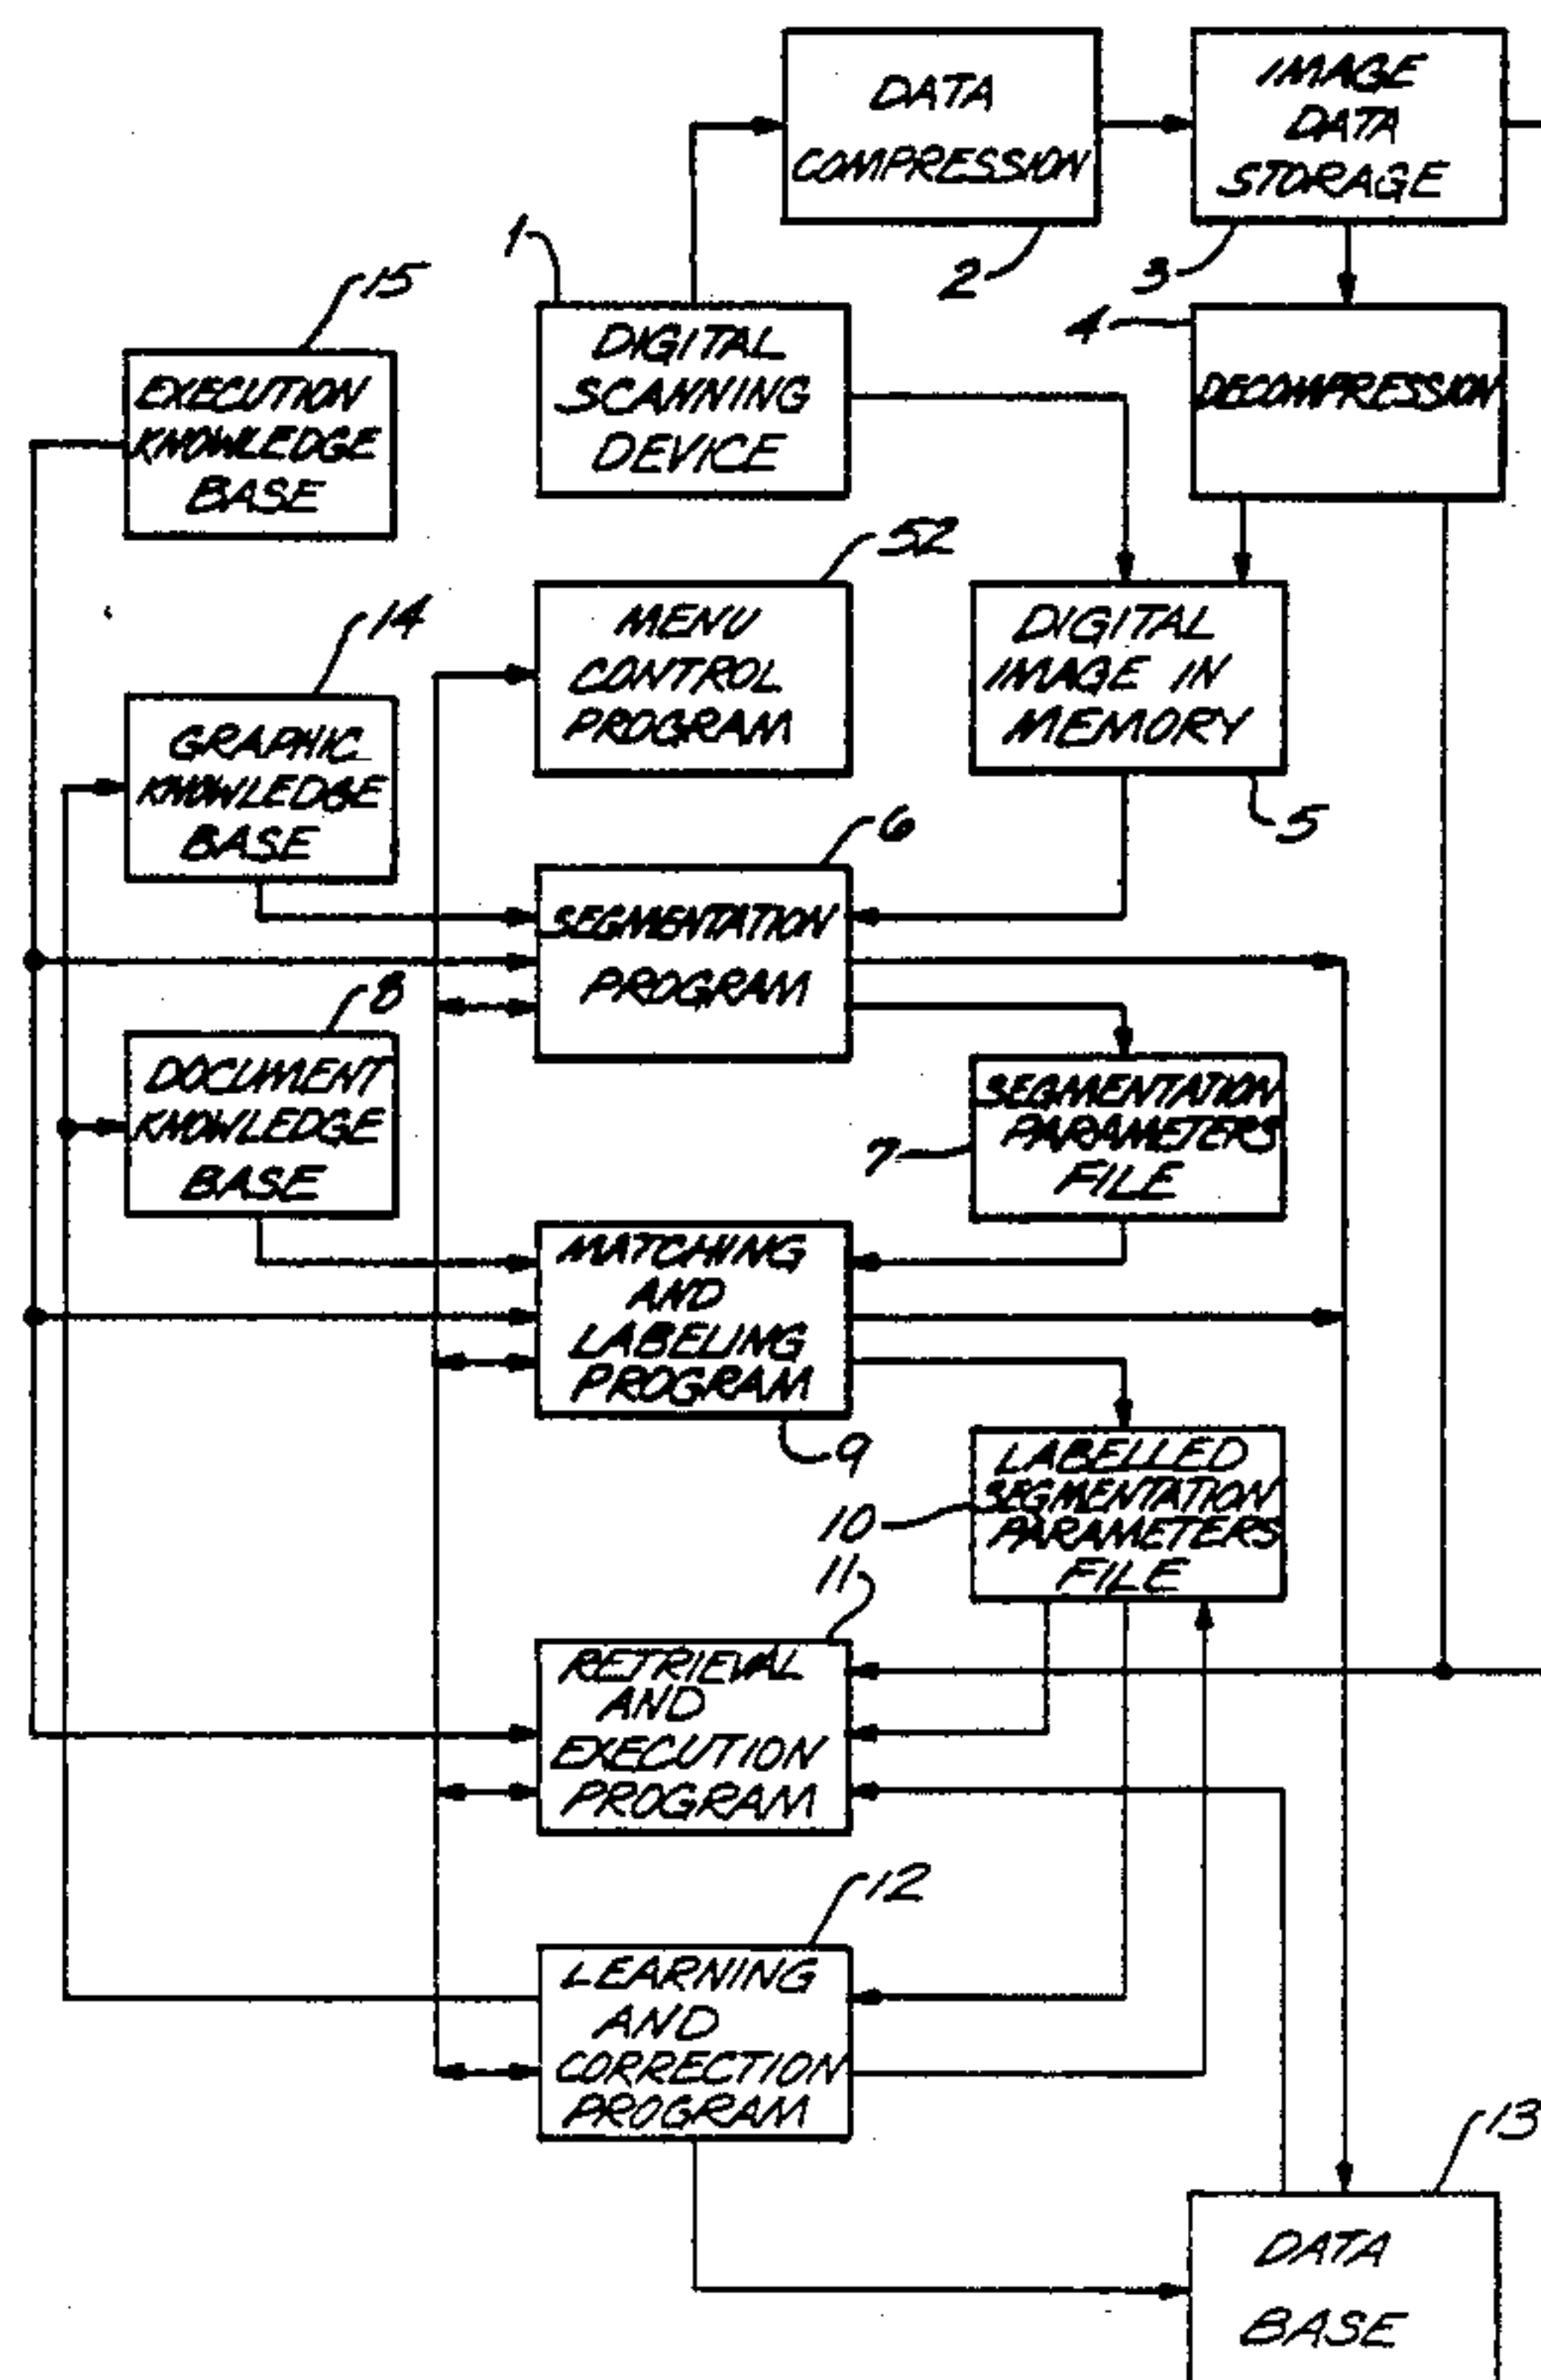 DATA
COMPRESSION
2
IMAGE
DATA
STORAGE
3
1
DIGITAL
SCANNING
DEVICE
4
DECOMPRESSION
15
EXECUTION
KNOWLEDGE
BASE
52
MENU
CONTROL
PROGRAM
DIGITAL
IMAGE IN
MEMORY
5
14
GRAPHIC
KNOWLEDGE
BASE
6
SEGMENTATION
PROGRAM
8
DOCUMENT
KNOWLEDGE
BASE
7
SEGMENTATION
PARAMETERS
FILE
MATCHING
AND
LABELING
PROGRAM
9
10
LABELLED
SEGMENTATION
PARAMETERS
FILE
11
RETRIEVAL
AND
EXECUTION
PROGRAM
12
LEARNING
AND
CORRECTION
PROGRAM
13
DATA
BASE